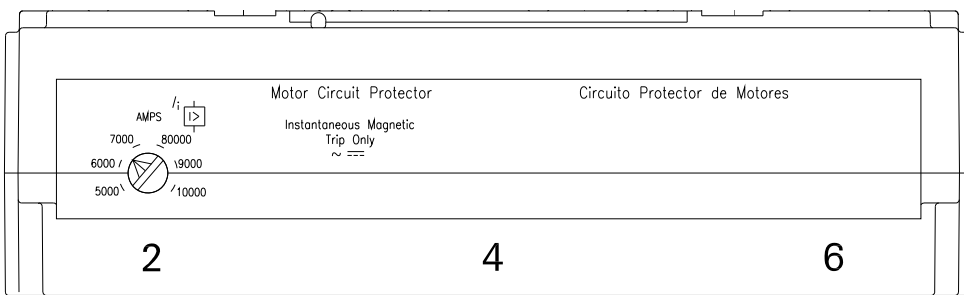 Motor Circuit Protector
Circuito Protector de Motores
Ii
I>
AMPS
Instantaneous Magnetic
Trip Only
~ ⎓
7000 80000
6000 9000
5000 10000
2 4 6